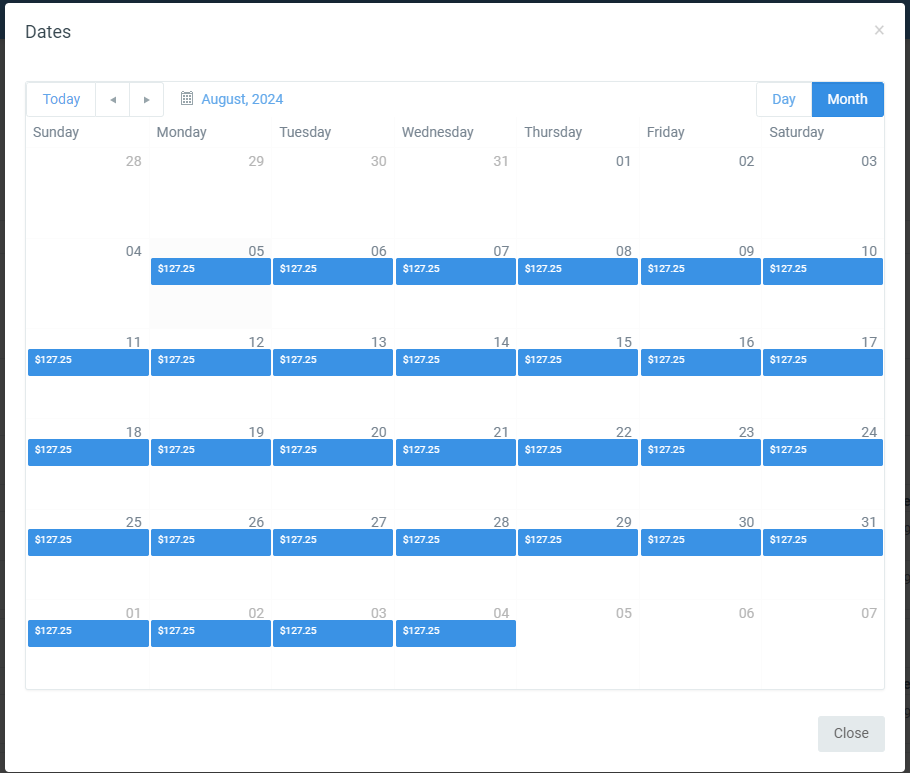 Dates ×
Today ◂ ▸ August, 2024 Day Month
Sunday Monday Tuesday Wednesday Thursday Friday Saturday
28 29 30 31 01 02 03
04 05 06 07 08 09 10
$127.25 $127.25 $127.25 $127.25 $127.25 $127.25
11 12 13 14 15 16 17
$127.25 $127.25 $127.25 $127.25 $127.25 $127.25 $127.25
18 19 20 21 22 23 24
$127.25 $127.25 $127.25 $127.25 $127.25 $127.25 $127.25
25 26 27 28 29 30 31
$127.25 $127.25 $127.25 $127.25 $127.25 $127.25 $127.25
01 02 03 04 05 06 07
$127.25 $127.25 $127.25 $127.25
Close